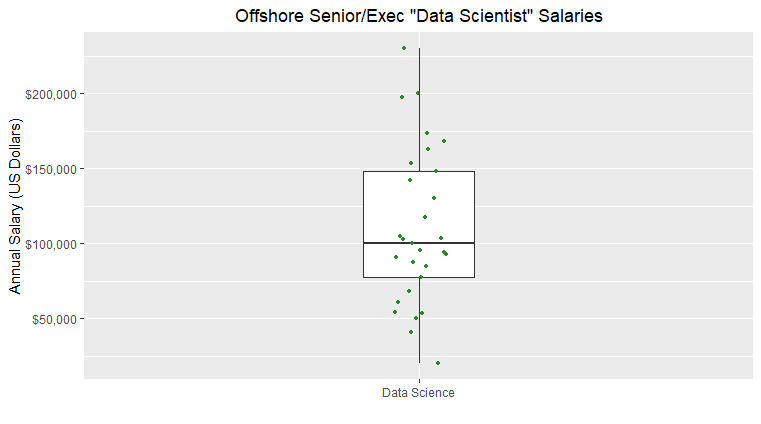 Offshore Senior/Exec "Data Scientist" Salaries
Annual Salary (US Dollars)
$200,000
$150,000
$100,000
$50,000
Data Science